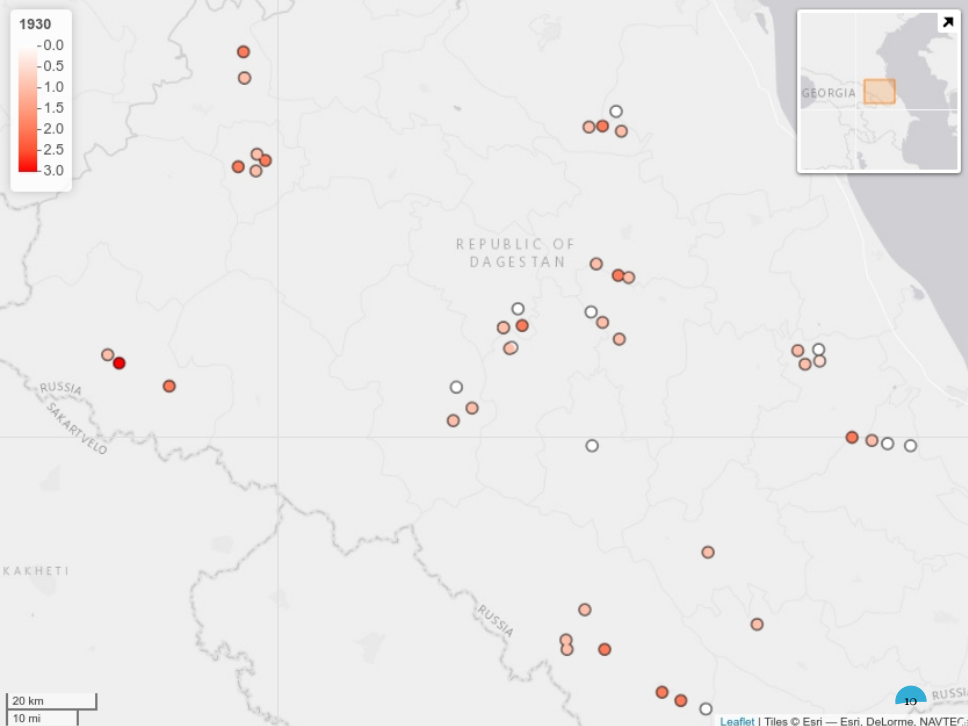 1930
0.0
0.5
1.0
1.5
2.0
2.5
3.0
GEORGIA
REPUBLIC OF
DAGESTAN
RUSSIA
SAKARTVELO
KAKHETI
RUSSIA
10
RUSSI
20 km
10 mi
Leaflet | Tiles © Esri — Esri, DeLorme, NAVTEC